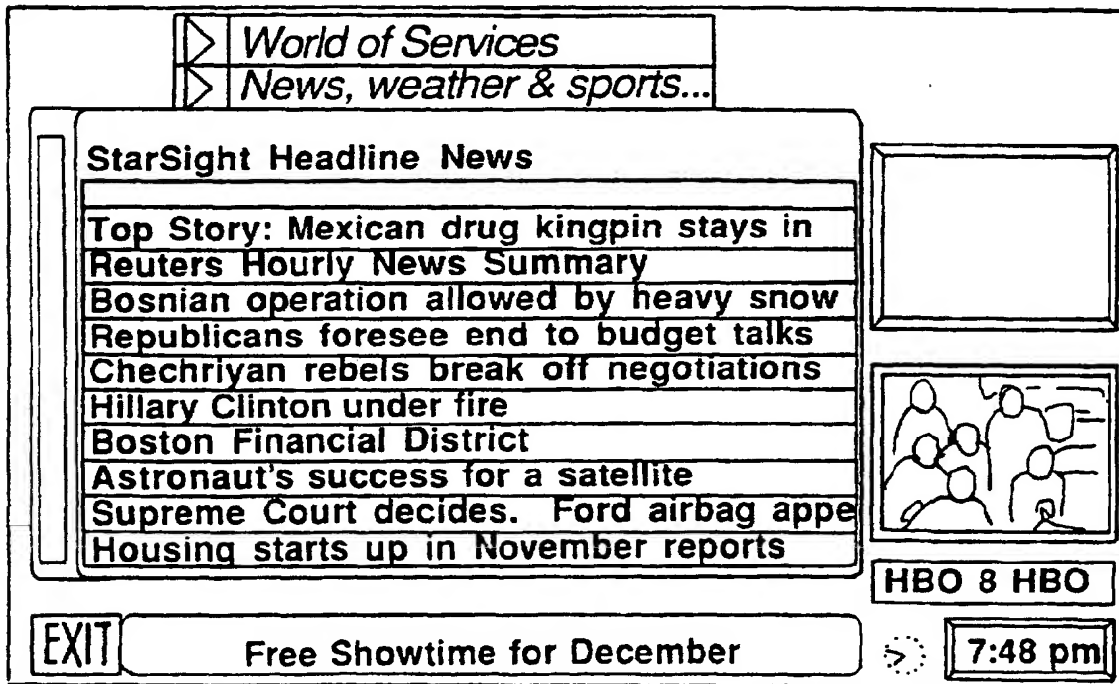 World of Services
News, weather & sports...
StarSight Headline News
Top Story: Mexican drug kingpin stays in
Reuters Hourly News Summary
Bosnian operation allowed by heavy snow
Republicans foresee end to budget talks
Chechriyan rebels break off negotiations
Hillary Clinton under fire
Boston Financial District
Astronaut's success for a satellite
Supreme Court decides. Ford airbag appe
Housing starts up in November reports
HBO 8 HBO
EXIT
Free Showtime for December
7:48 pm